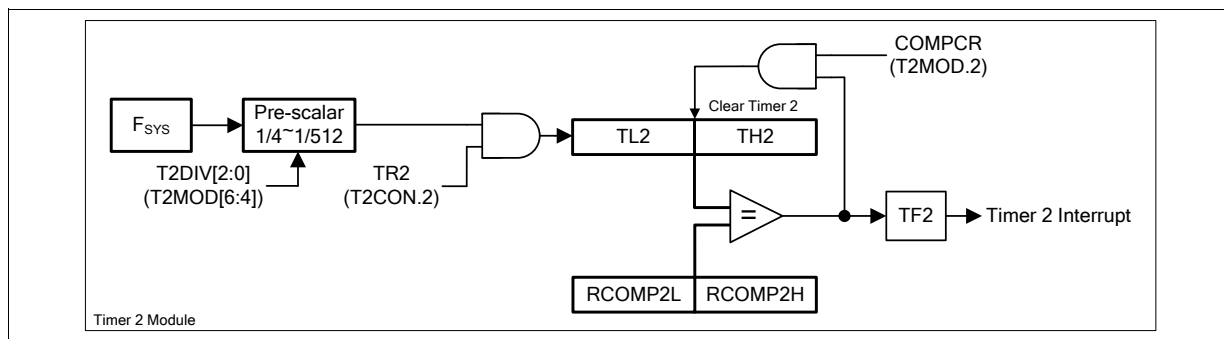 COMPCR
(T2MOD.2)
Clear Timer 2
FSYS
Pre-scalar
1/4~1/512
TL2
TH2
T2DIV[2:0]
(T2MOD[6:4])
TR2
(T2CON.2)
=
TF2
Timer 2 Interrupt
RCOMP2L
RCOMP2H
Timer 2 Module